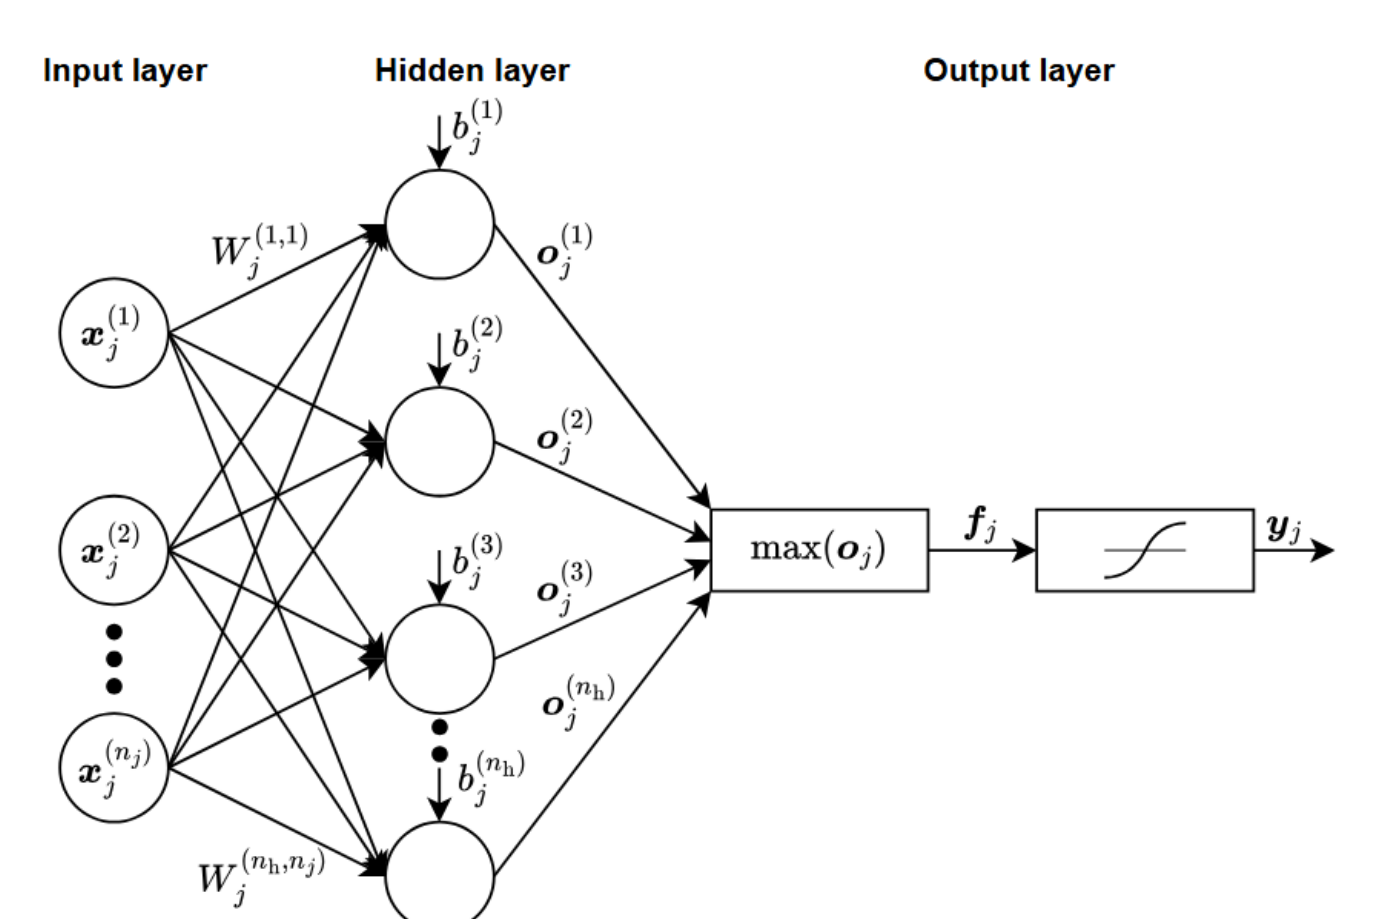 Input layer
Hidden layer
Output layer
b_j^{(1)}
W_j^{(1,1)}
o_j^{(1)}
x_j^{(1)}
b_j^{(2)}
o_j^{(2)}
x_j^{(2)}
b_j^{(3)}
o_j^{(3)}
max(o_j)
f_j
y_j
o_j^{(n_h)}
x_j^{(n_j)}
b_j^{(n_h)}
W_j^{(n_h,n_j)}